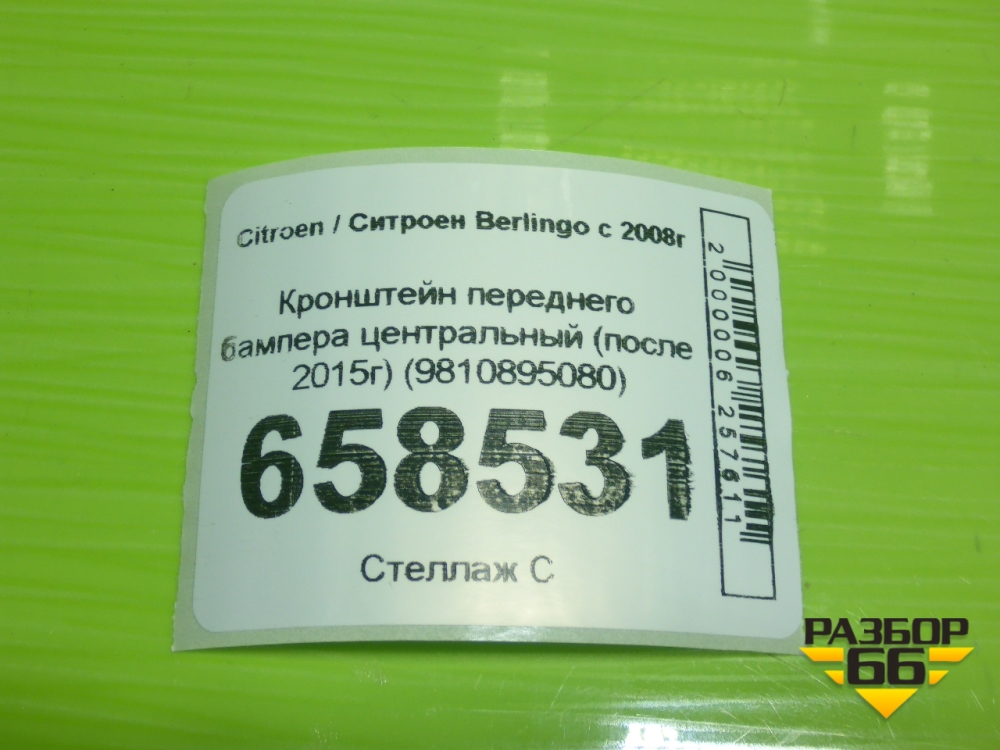 Citroen / Ситроен Berlingo с 2008г
Кронштейн переднего
бампера центральный (после
2015г) (9810895080)
658531
Стеллаж С
2000006257611
РАЗБОР
66